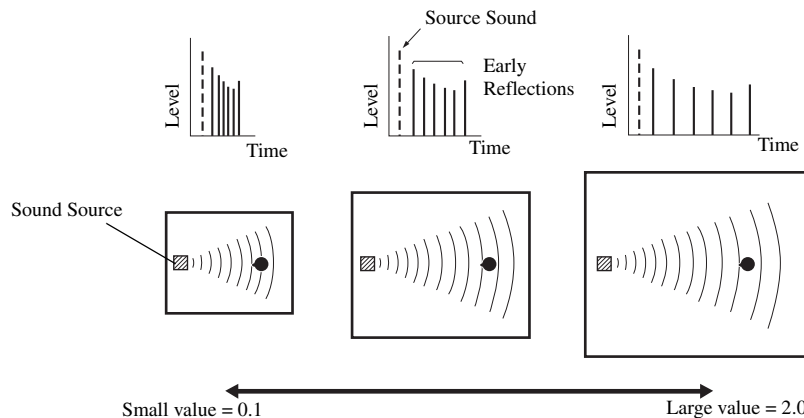 Source Sound
Early
Reflections
Level
Time
Level
Time
Level
Time
Sound Source
Small value = 0.1
Large value = 2.0